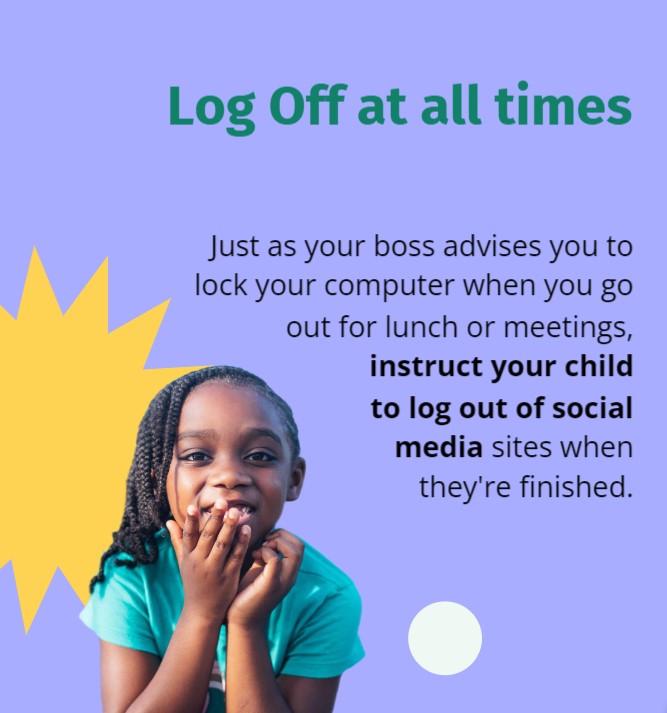 Log Off at all times
Just as your boss advises you to
lock your computer when you go
out for lunch or meetings,
instruct your child
to log out of social
media sites when
they're finished.